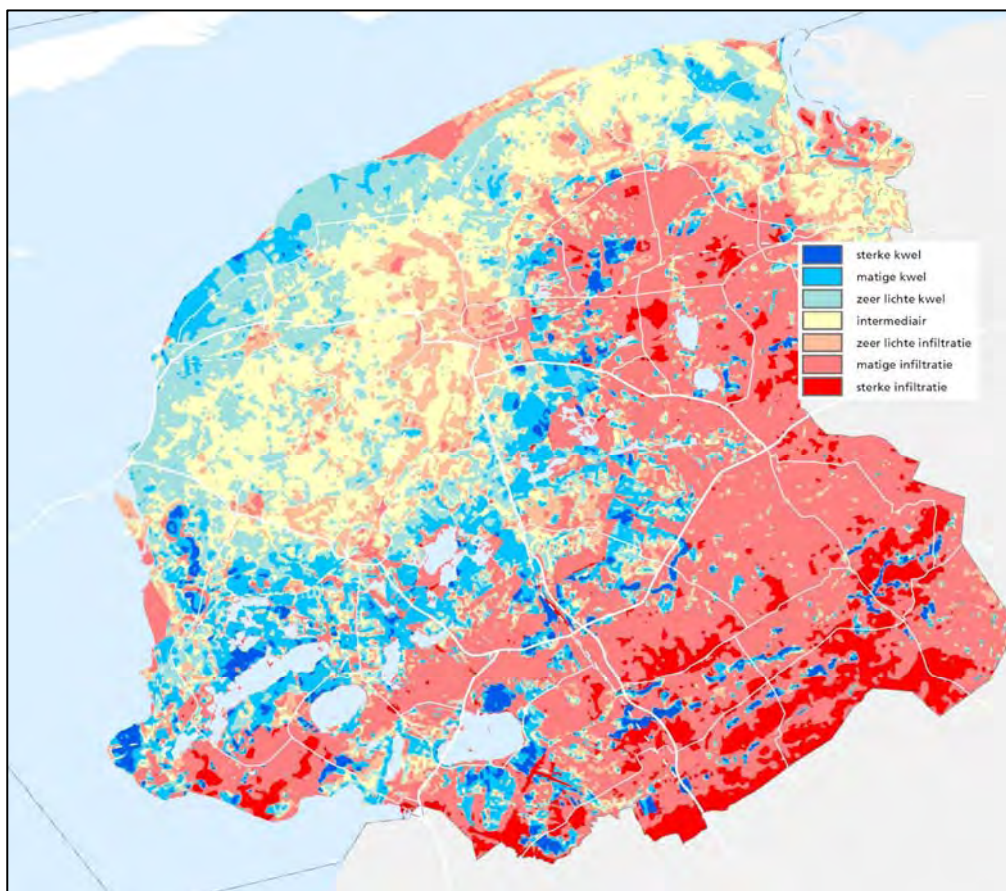 sterke kwel
matige kwel
zeer lichte kwel
intermediair
zeer lichte infiltratie
matige infiltratie
sterke infiltratie